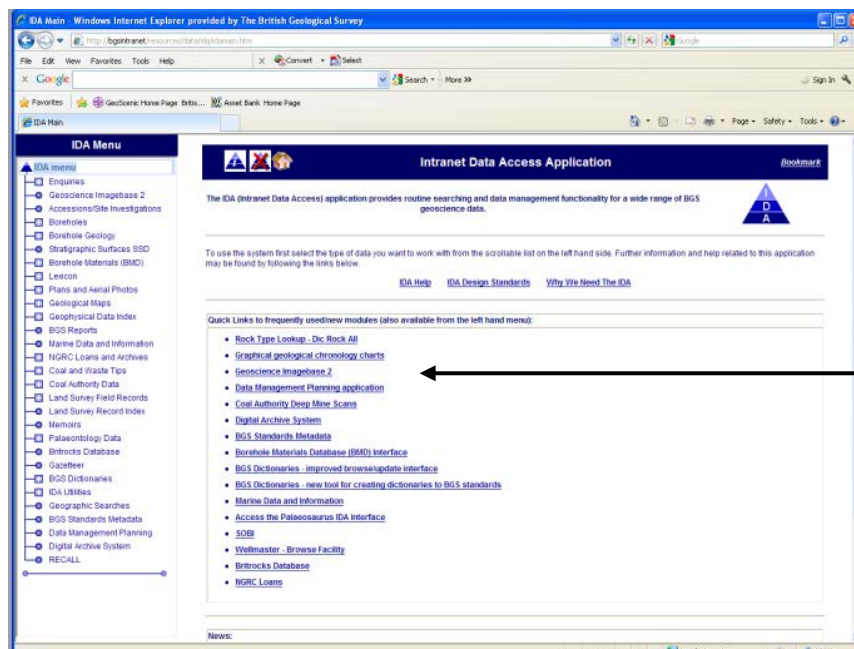 IDA Main - Windows Internet Explorer provided by The British Geological Survey
http://bgsintranet/resources/data/ida/idamain.htm
Google
File Edit View Favorites Tools Help
Convert Select
Google
Search More »
Sign In
Favorites
GeoScenic Home Page Britis...
Asset Bank Home Page
IDA Main
Page Safety Tools
IDA Menu
IDA menu
Enquiries
Geoscience Imagebase 2
Accessions/Site Investigations
Boreholes
Borehole Geology
Stratigraphic Surfaces SSD
Borehole Materials (BMD)
Lexicon
Plans and Aerial Photos
Geological Maps
Geophysical Data Index
BGS Reports
Marine Data and Information
NGRC Loans and Archives
Coal and Waste Tips
Coal Authority Data
Land Survey Field Records
Land Survey Record Index
Memoirs
Palaeontology Data
Britrocks Database
Gazetteer
BGS Dictionaries
IDA Utilities
Geographic Searches
BGS Standards Metadata
Data Management Planning
Digital Archive System
RECALL
Intranet Data Access Application
Bookmark
The IDA (Intranet Data Access) application provides routine searching and data management functionality for a wide range of BGS
geoscience data.
I
D
A
To use the system first select the type of data you want to work with from the scrollable list on the left hand side. Further information and help related to this application
may be found by following the links below.
IDA Help IDA Design Standards Why We Need The IDA
Quick Links to frequently used/new modules (also available from the left hand menu):
Rock Type Lookup - Dic Rock All
Graphical geological chronology charts
Geoscience Imagebase 2
Data Management Planning application
Coal Authority Deep Mine Scans
Digital Archive System
BGS Standards Metadata
Borehole Materials Database (BMD) Interface
BGS Dictionaries - improved browse/update interface
BGS Dictionaries - new tool for creating dictionaries to BGS standards
Marine Data and Information
Access the Palaeosaurus IDA Interface
SOBI
Wellmaster - Browse Facility
Britrocks Database
NGRC Loans
News: